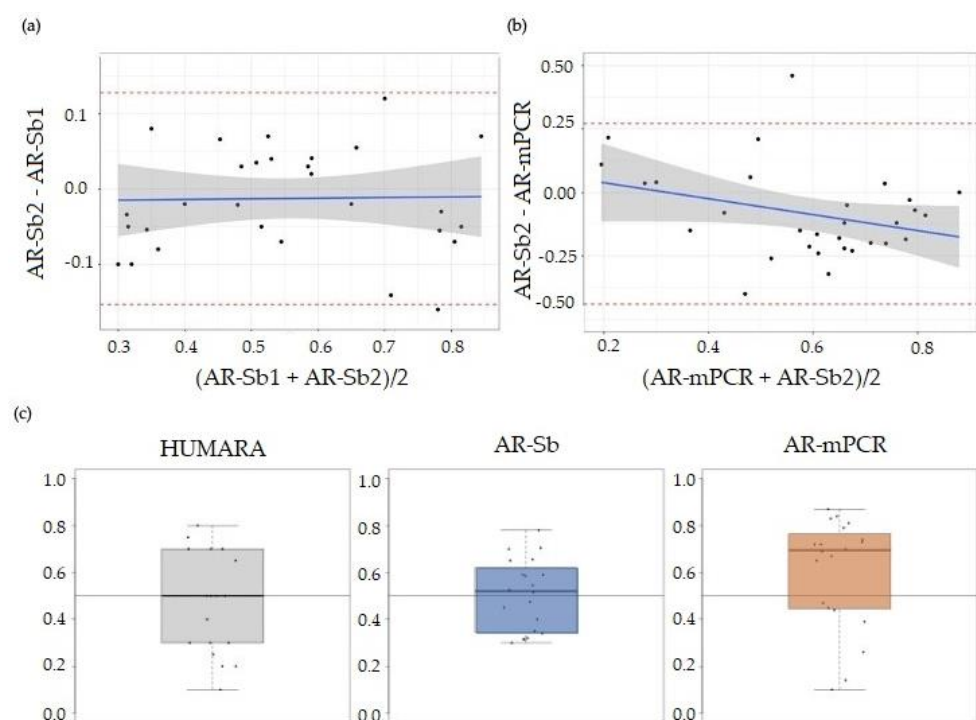 (a)
(b)
AR-Sb2 - AR-Sb1
0.1
0.0
-0.1
0.3 0.4 0.5 0.6 0.7 0.8
(AR-Sb1 + AR-Sb2)/2
AR-Sb2 - AR-mPCR
0.50
0.25
0.00
-0.25
-0.50
0.2 0.4 0.6 0.8
(AR-mPCR + AR-Sb2)/2
(c)
HUMARA
1.0
0.8
0.6
0.4
0.2
0.0
AR-Sb
1.0
0.8
0.6
0.4
0.2
0.0
AR-mPCR
1.0
0.8
0.6
0.4
0.2
0.0